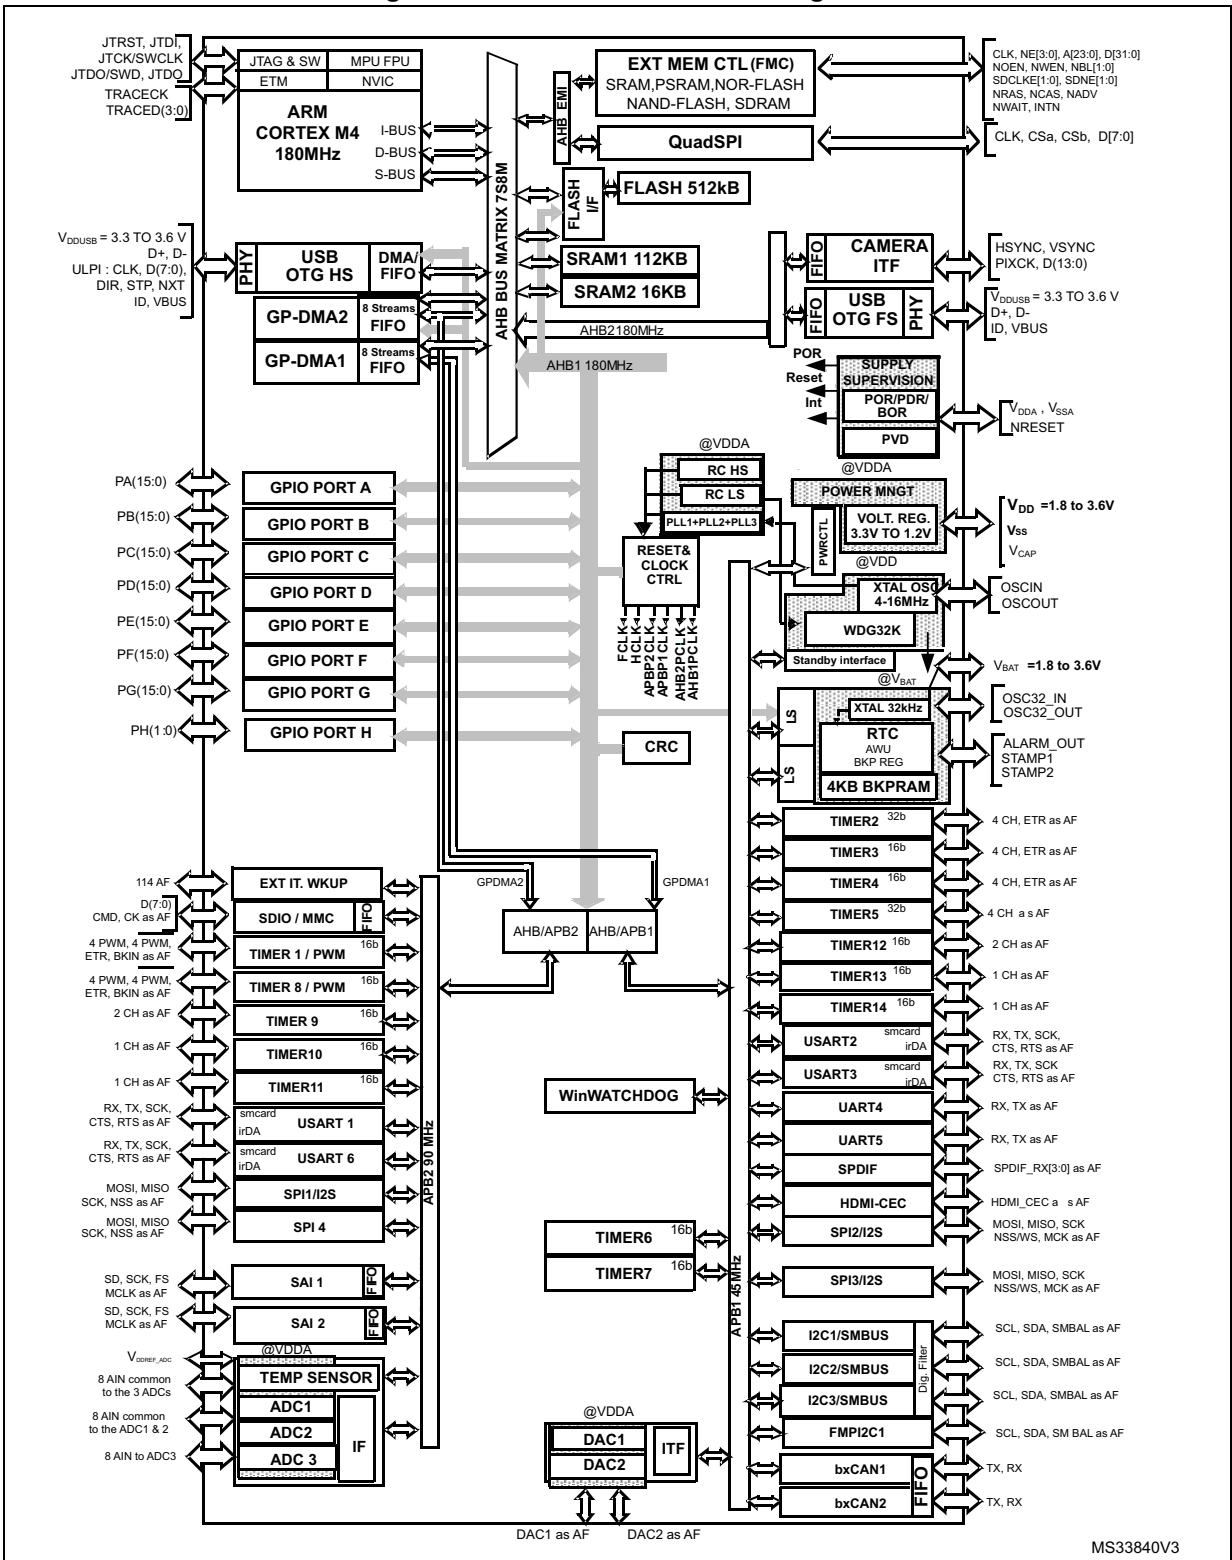 JTRST, JTDI,
JTCK/SWCLK
JTDO/SWD, JTDO
TRACECK
TRACED(3:0)
JTAG & SW
MPU FPU
ETM
NVIC
ARM
CORTEX M4
180MHz
I-BUS
D-BUS
S-BUS
AHB BUS MATRIX 7S8M
AHB EMI
EXT MEM CTL (FMC)
SRAM,PSRAM,NOR-FLASH
NAND-FLASH, SDRAM
CLK, NE[3:0], A[23:0], D[31:0]
NOEN, NWEN, NBL[1:0]
SDCLKE[1:0], SDNE[1:0]
NRAS, NCAS, NADV
NWAIT, INTN
QuadSPI
CLK, CSa, CSb, D[7:0]
FLASH
I/F
FLASH 512kB
SRAM1 112KB
SRAM2 16KB
VDDUSB = 3.3 TO 3.6 V
D+, D-
ULPI : CLK, D(7:0),
DIR, STP, NXT
ID, VBUS
PHY
USB
OTG HS
DMA/
FIFO
GP-DMA2
8 Streams
FIFO
GP-DMA1
8 Streams
FIFO
AHB2180MHz
AHB1 180MHz
FIFO
CAMERA
ITF
HSYNC, VSYNC
PIXCK, D(13:0)
FIFO
USB
OTG FS
PHY
VDDUSB = 3.3 TO 3.6 V
D+, D-
ID, VBUS
POR
Reset
Int
SUPPLY
SUPERVISION
POR/PDR/
BOR
PVD
VDDA , VSSA
NRESET
@VDDA
RC HS
RC LS
PLL1+PLL2+PLL3
@VDDA
POWER MNGT
VOLT. REG.
3.3V TO 1.2V
PWRCTL
VDD =1.8 to 3.6V
Vss
VCAP
@VDD
RESET&
CLOCK
CTRL
FCLK
HCLK
APBP2CLK
APBP1CLK
AHB2PCLK
AHB1PCLK
XTAL OSC
4-16MHz
OSCIN
OSCOUT
WDG32K
Standby interface
@VBAT
VBAT =1.8 to 3.6V
LS
LS
XTAL 32kHz
OSC32_IN
OSC32_OUT
RTC
AWU
BKP REG
4KB BKPRAM
ALARM_OUT
STAMP1
STAMP2
PA(15:0)
GPIO PORT A
PB(15:0)
GPIO PORT B
PC(15:0)
GPIO PORT C
PD(15:0)
GPIO PORT D
PE(15:0)
GPIO PORT E
PF(15:0)
GPIO PORT F
PG(15:0)
GPIO PORT G
PH(1:0)
GPIO PORT H
CRC
GPDMA2
GPDMA1
AHB/APB2
AHB/APB1
114 AF
EXT IT. WKUP
D(7:0)
CMD, CK as AF
SDIO / MMC
FIFO
4 PWM, 4 PWM,
ETR, BKIN as AF
TIMER 1 / PWM
16b
4 PWM, 4 PWM,
ETR, BKIN as AF
TIMER 8 / PWM
16b
2 CH as AF
TIMER 9
16b
1 CH as AF
TIMER10
16b
1 CH as AF
TIMER11
16b
RX, TX, SCK,
CTS, RTS as AF
smcard
irDA
USART 1
RX, TX, SCK,
CTS, RTS as AF
smcard
irDA
USART 6
MOSI, MISO
SCK, NSS as AF
SPI1/I2S
MOSI, MISO
SCK, NSS as AF
SPI 4
SD, SCK, FS
MCLK as AF
SAI 1
FIFO
SD, SCK, FS
MCLK as AF
SAI 2
FIFO
@VDDA
VDDREF_ADC
TEMP SENSOR
8 AIN common
to the 3 ADCs
ADC1
8 AIN common
to the ADC1 & 2
ADC2
8 AIN to ADC3
ADC 3
IF
APB2 90 MHz
WinWATCHDOG
TIMER6
16b
TIMER7
16b
@VDDA
DAC1
DAC2
ITF
DAC1 as AF
DAC2 as AF
APB1 45 MHz
TIMER2
32b
4 CH, ETR as AF
TIMER3
16b
4 CH, ETR as AF
TIMER4
16b
4 CH, ETR as AF
TIMER5
32b
4 CH a s AF
TIMER12
16b
2 CH as AF
TIMER13
16b
1 CH as AF
TIMER14
16b
1 CH as AF
USART2
smcard
irDA
RX, TX, SCK,
CTS, RTS as AF
USART3
smcard
irDA
RX, TX, SCK
CTS, RTS as AF
UART4
RX, TX as AF
UART5
RX, TX as AF
SPDIF
SPDIF_RX[3:0] as AF
HDMI-CEC
HDMI_CEC a s AF
SPI2/I2S
MOSI, MISO, SCK
NSS/WS, MCK as AF
SPI3/I2S
MOSI, MISO, SCK
NSS/WS, MCK as AF
I2C1/SMBUS
SCL, SDA, SMBAL as AF
I2C2/SMBUS
SCL, SDA, SMBAL as AF
I2C3/SMBUS
SCL, SDA, SMBAL as AF
Dig. Filter
FMPI2C1
SCL, SDA, SM BAL as AF
bxCAN1
TX, RX
bxCAN2
TX, RX
FIFO
MS33840V3